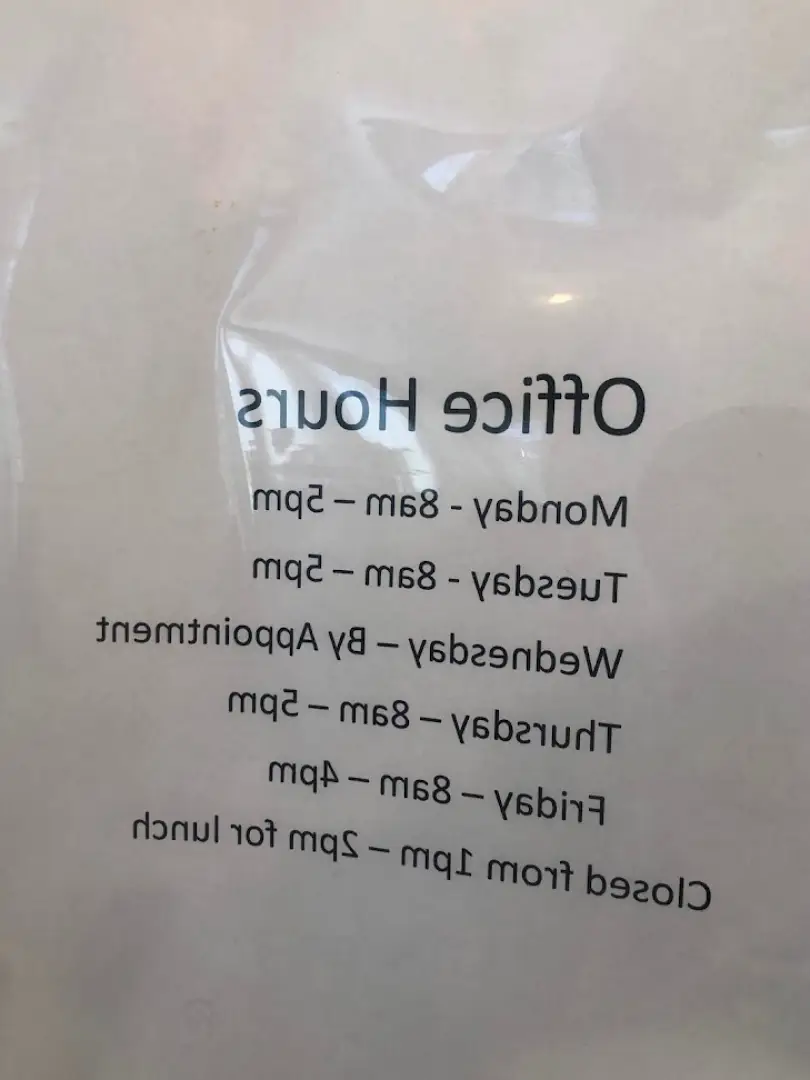 Office Hours
Monday - 8am – 5pm
Tuesday - 8am – 5pm
Wednesday – By Appointment
Thursday – 8am – 5pm
Friday – 8am – 4pm
Closed from 1pm – 2pm for lunch